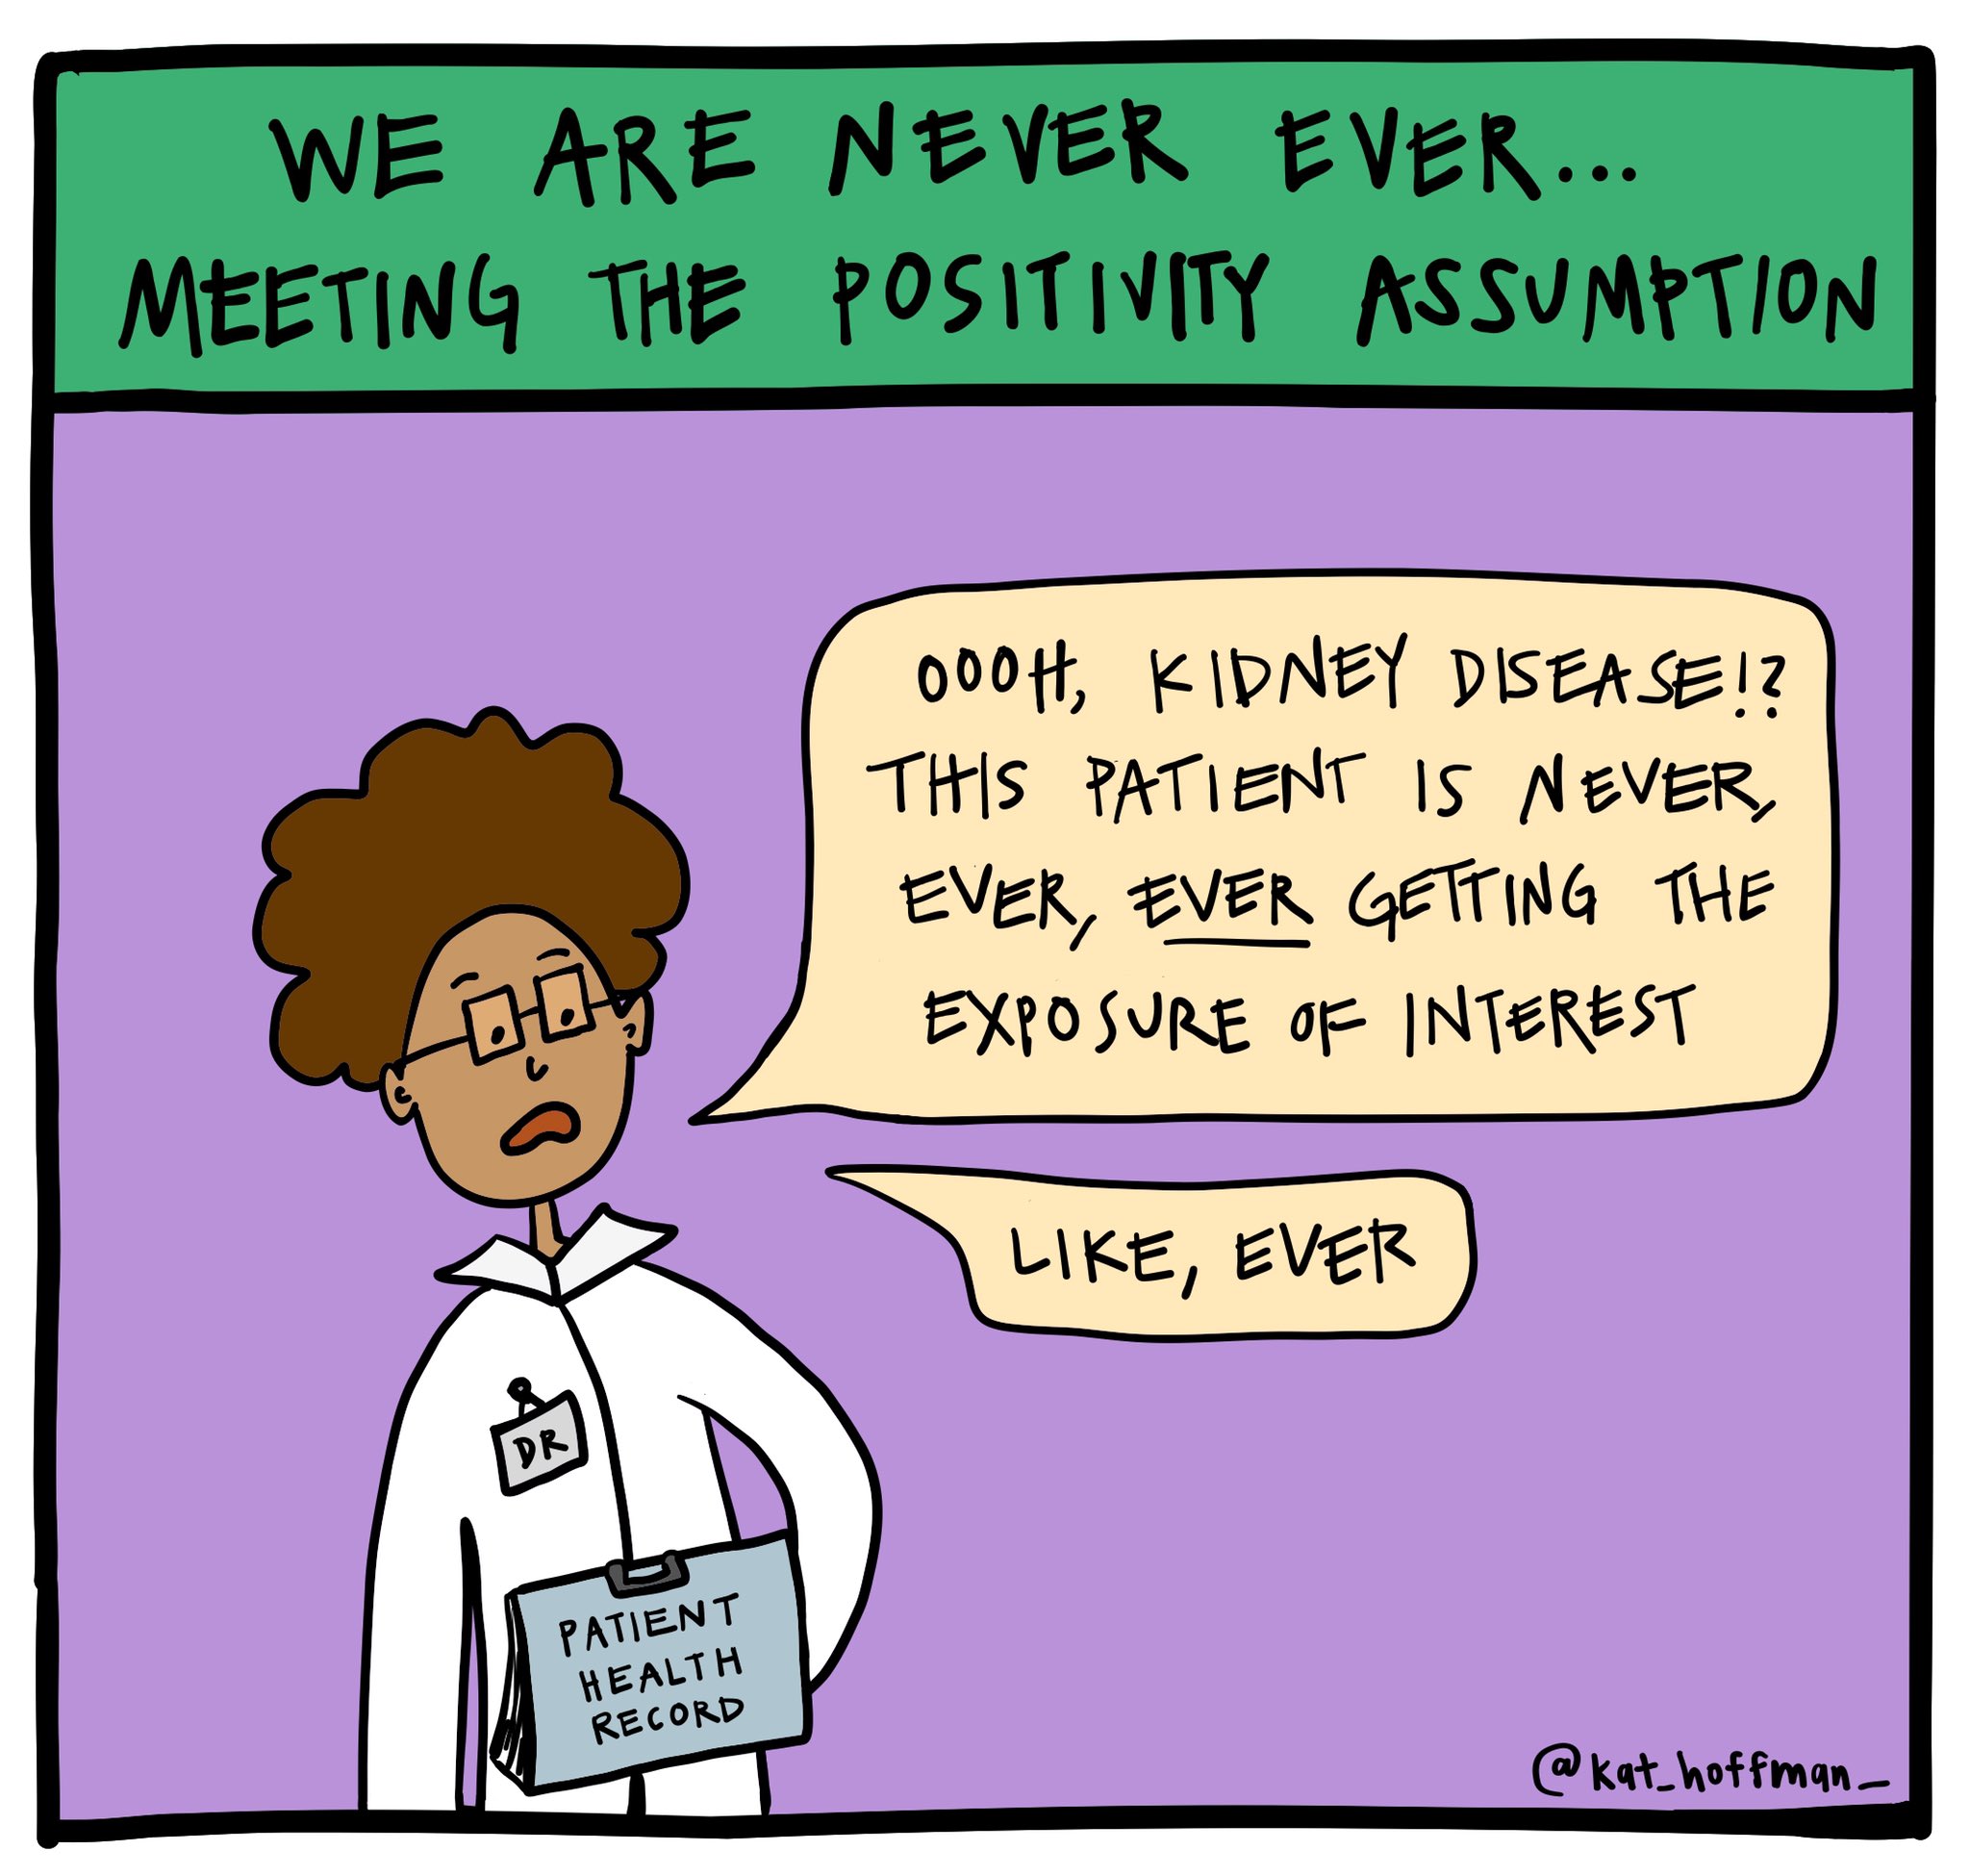 WE ARE NEVER EVER...
MEETING THE POSITIVITY ASSUMPTION
OOOH, KIDNEY DISEASE!?
THIS PATIENT IS NEVER,
EVER, EVER GETTING THE
EXPOSURE OF INTEREST
LIKE, EVER
DR
PATIENT
HEALTH
RECORD
@kat_hoffman_